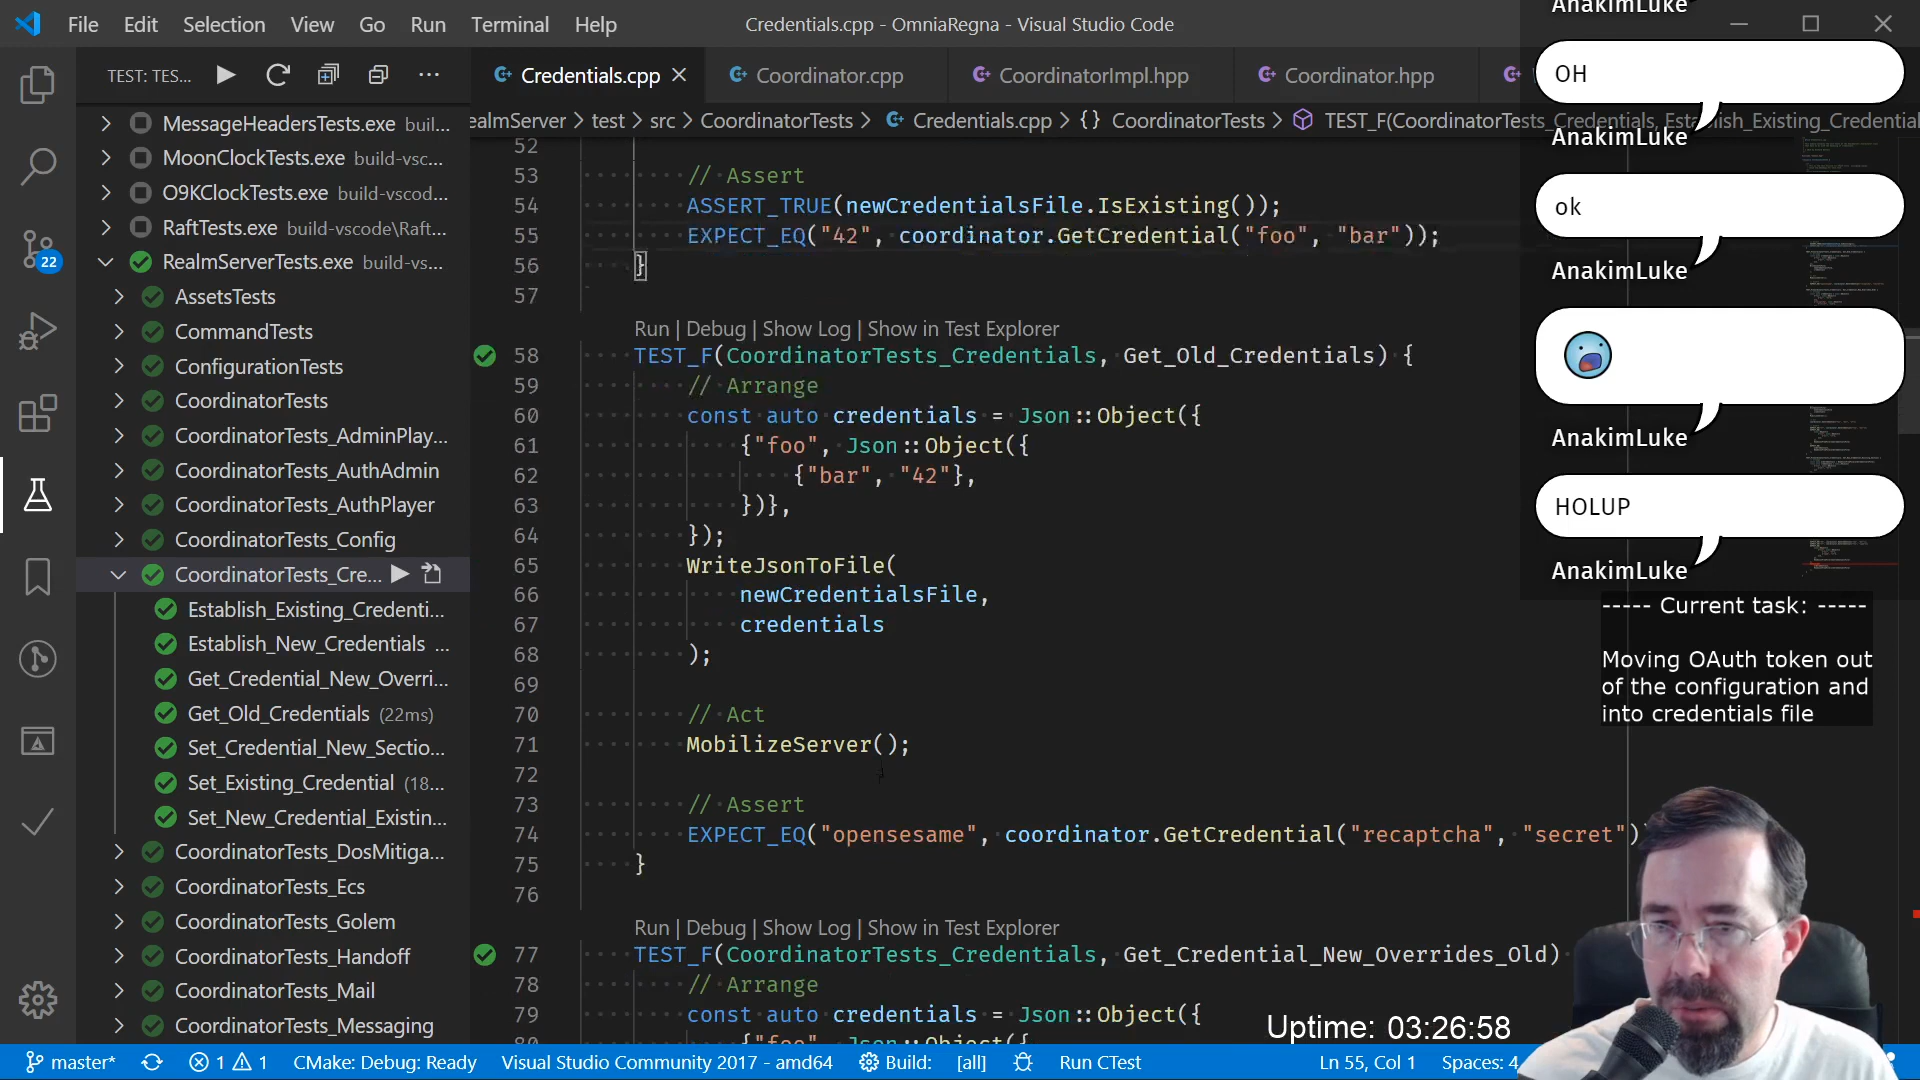 File Edit Selection View Go Run Terminal Help
Credentials.cpp - OmniaRegna - Visual Studio Code
AnakimLuke
OH
AnakimLuke
ok
AnakimLuke
AnakimLuke
HOLUP
AnakimLuke
----- Current task: -----
Moving OAuth token out
of the configuration and
into credentials file
TEST: TES...
Credentials.cpp
Coordinator.cpp
CoordinatorImpl.hpp
Coordinator.hpp
ealmServer > test > src > CoordinatorTests > Credentials.cpp > {} CoordinatorTests > TEST_F(CoordinatorTests_Credentials, Establish_Existing_Credential
22
MessageHeadersTests.exe buil...
MoonClockTests.exe build-vsc...
O9KClockTests.exe build-vscod...
RaftTests.exe build-vscode\Raft...
RealmServerTests.exe build-vs...
AssetsTests
CommandTests
ConfigurationTests
CoordinatorTests
CoordinatorTests_AdminPlay...
CoordinatorTests_AuthAdmin
CoordinatorTests_AuthPlayer
CoordinatorTests_Config
CoordinatorTests_Cre...
Establish_Existing_Credenti...
Establish_New_Credentials ...
Get_Credential_New_Overri...
Get_Old_Credentials (22ms)
Set_Credential_New_Sectio...
Set_Existing_Credential (18...
Set_New_Credential_Existin...
CoordinatorTests_DosMitiga...
CoordinatorTests_Ecs
CoordinatorTests_Golem
CoordinatorTests_Handoff
CoordinatorTests_Mail
CoordinatorTests_Messaging
52
53 // Assert
54 ASSERT_TRUE(newCredentialsFile.IsExisting());
55 EXPECT_EQ("42", coordinator.GetCredential("foo", "bar"));
56 }
57
Run | Debug | Show Log | Show in Test Explorer
58 TEST_F(CoordinatorTests_Credentials, Get_Old_Credentials) {
59 // Arrange
60 const auto credentials = Json::Object({
61 {"foo", Json::Object({
62 {"bar", "42"},
63 })},
64 });
65 WriteJsonToFile(
66 newCredentialsFile,
67 credentials
68 );
69
70 // Act
71 MobilizeServer();
72
73 // Assert
74 EXPECT_EQ("opensesame", coordinator.GetCredential("recaptcha", "secret")
75 }
76
Run | Debug | Show Log | Show in Test Explorer
77 TEST_F(CoordinatorTests_Credentials, Get_Credential_New_Overrides_Old)
78 // Arrange
79 const auto credentials = Json::Object({
80 {"foo", Json::Object({
Uptime: 03:26:58
master* 1 1 CMake: Debug: Ready Visual Studio Community 2017 - amd64 Build: [all] Run CTest Ln 55, Col 1 Spaces: 4